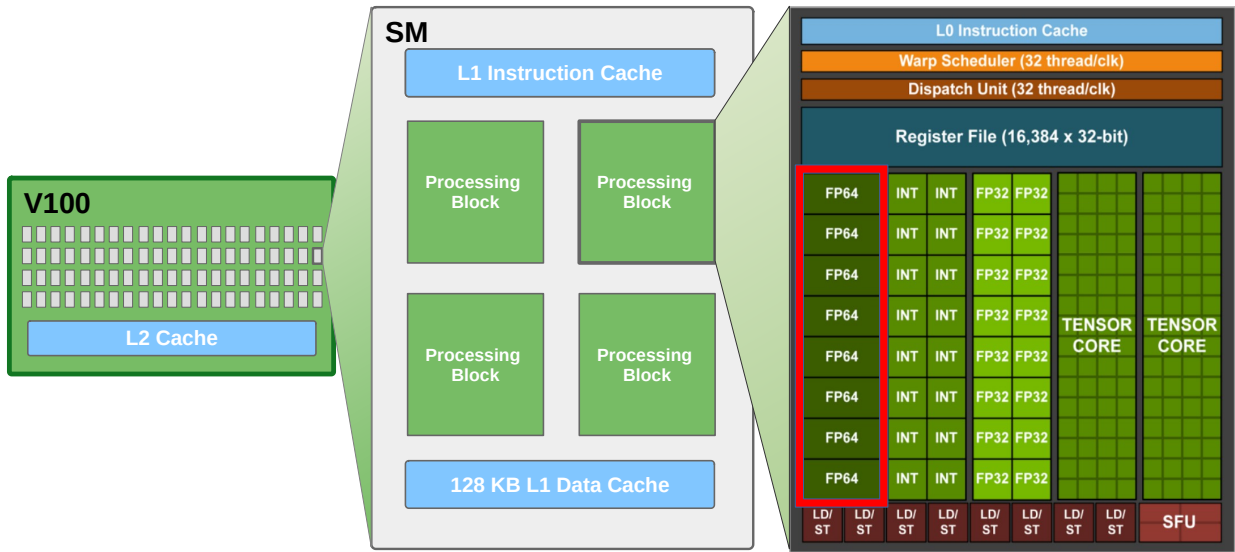 V100
L2 Cache
SM
L1 Instruction Cache
Processing
Block
Processing
Block
Processing
Block
Processing
Block
128 KB L1 Data Cache
L0 Instruction Cache
Warp Scheduler (32 thread/clk)
Dispatch Unit (32 thread/clk)
Register File (16,384 x 32-bit)
FP64 INT INT FP32 FP32
FP64 INT INT FP32 FP32
FP64 INT INT FP32 FP32
FP64 INT INT FP32 FP32
FP64 INT INT FP32 FP32
FP64 INT INT FP32 FP32
FP64 INT INT FP32 FP32
FP64 INT INT FP32 FP32
TENSOR
CORE
TENSOR
CORE
LD/ LD/ LD/ LD/ LD/ LD/ LD/ LD/
ST ST ST ST ST ST ST ST
SFU